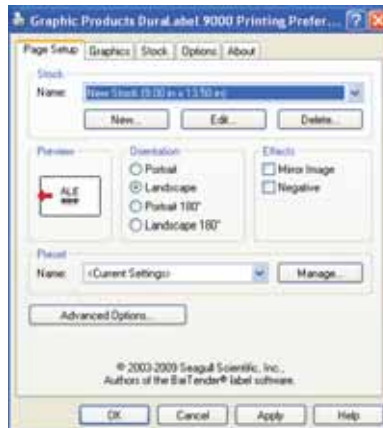 Graphic Products DuraLabel 9000 Printing Prefer...
Page Setup Graphics Stock Options About
Stock
Name: New Stock (9.00 in x 13.50 in)
New... Edit... Delete...
Preview
ALE
Orientation
Portrait
Landscape
Portrait 180°
Landscape 180°
Effects
Mirror Image
Negative
Preset
Name: <Current Settings> Manage...
Advanced Options...
© 2003-2009 Seagull Scientific, Inc.,
Authors of the BarTender® label software.
OK Cancel Apply Help